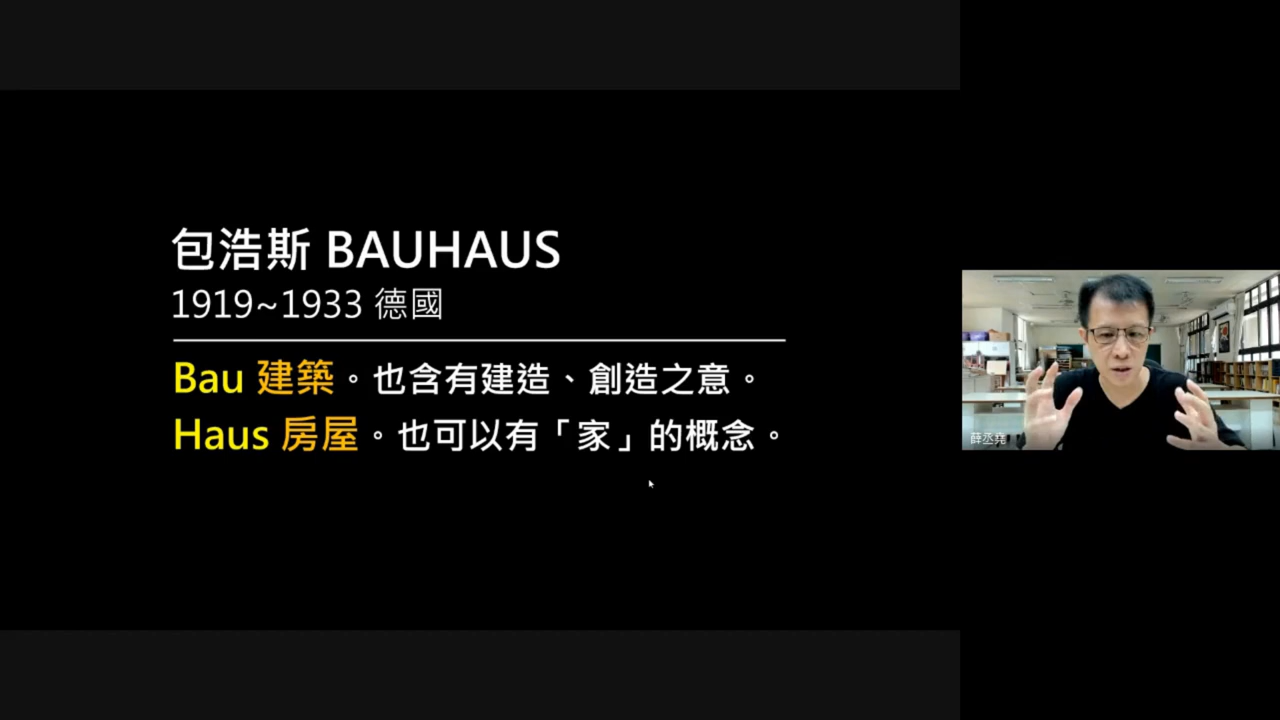 包浩斯 BAUHAUS
1919~1933 德國
Bau 建築。也含有建造、創造之意。
Haus 房屋。也可以有「家」的概念。
薛丞堯